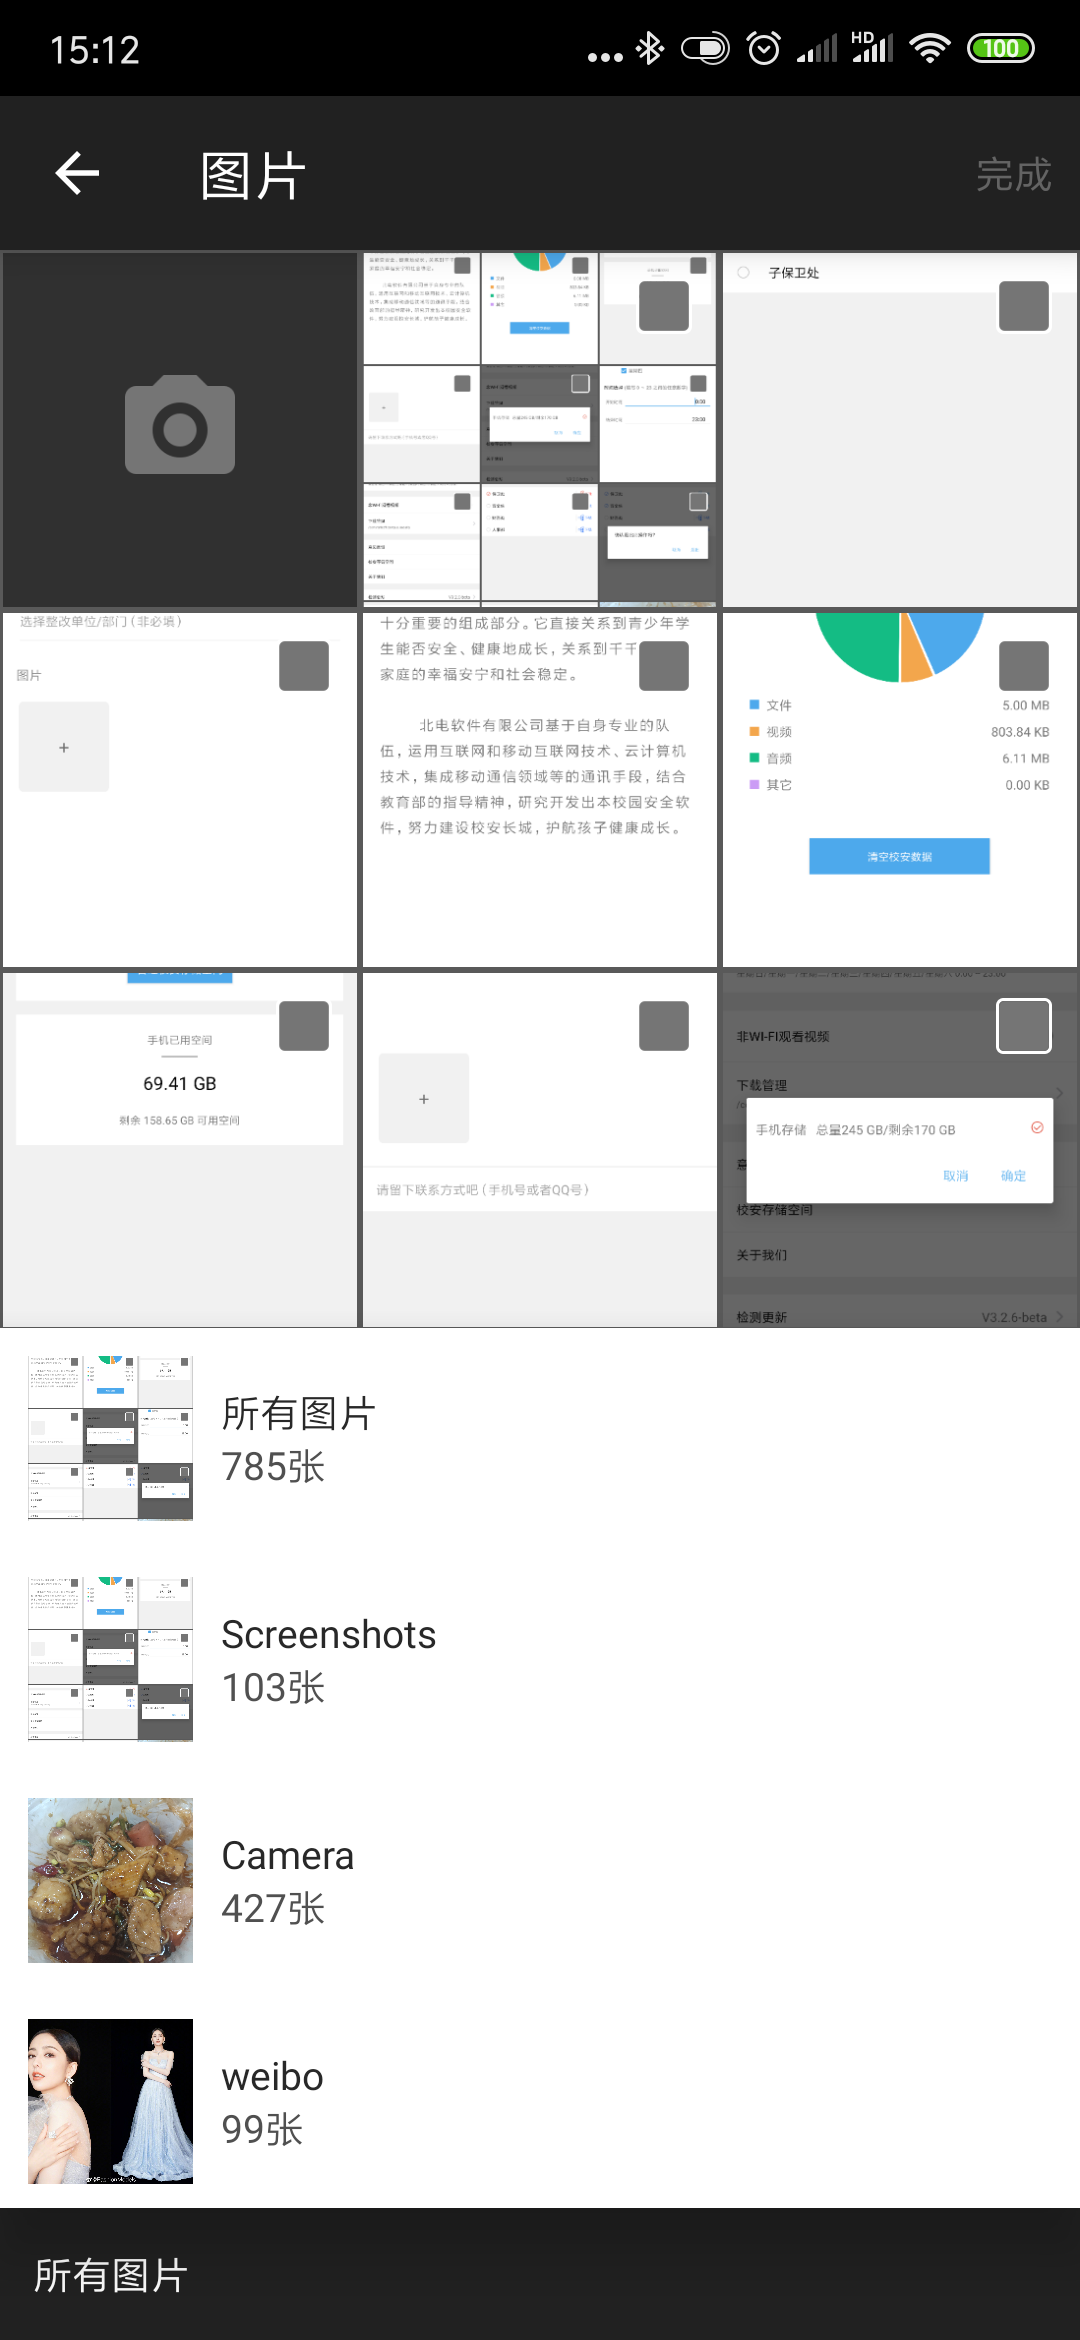 15:12
HD
100
图片
完成
子保卫处
选择整改单位/部门(非必填)
图片
+
十分重要的组成部分。它直接关系到青少年学
生能否安全、健康地成长,关系到千千
家庭的幸福安宁和社会稳定。
北电软件有限公司基于自身专业的队
伍,运用互联网和移动互联网技术、云计算机
技术,集成移动通信领域等的通讯手段,结合
教育部的指导精神,研究开发出本校园安全软
件,努力建设校安长城,护航孩子健康成长。
文件 5.00 MB
视频 803.84 KB
音频 6.11 MB
其它 0.00 KB
清空校安数据
手机已用空间
69.41 GB
剩余 158.65 GB 可用空间
+
请留下联系方式吧(手机号或者QQ号)
非WI-FI观看视频
下载管理
手机存储 总量245 GB/剩余170 GB
取消 确定
校安存储空间
关于我们
检测更新 V3.2.6-beta
所有图片
785张
Screenshots
103张
Camera
427张
weibo
99张
所有图片